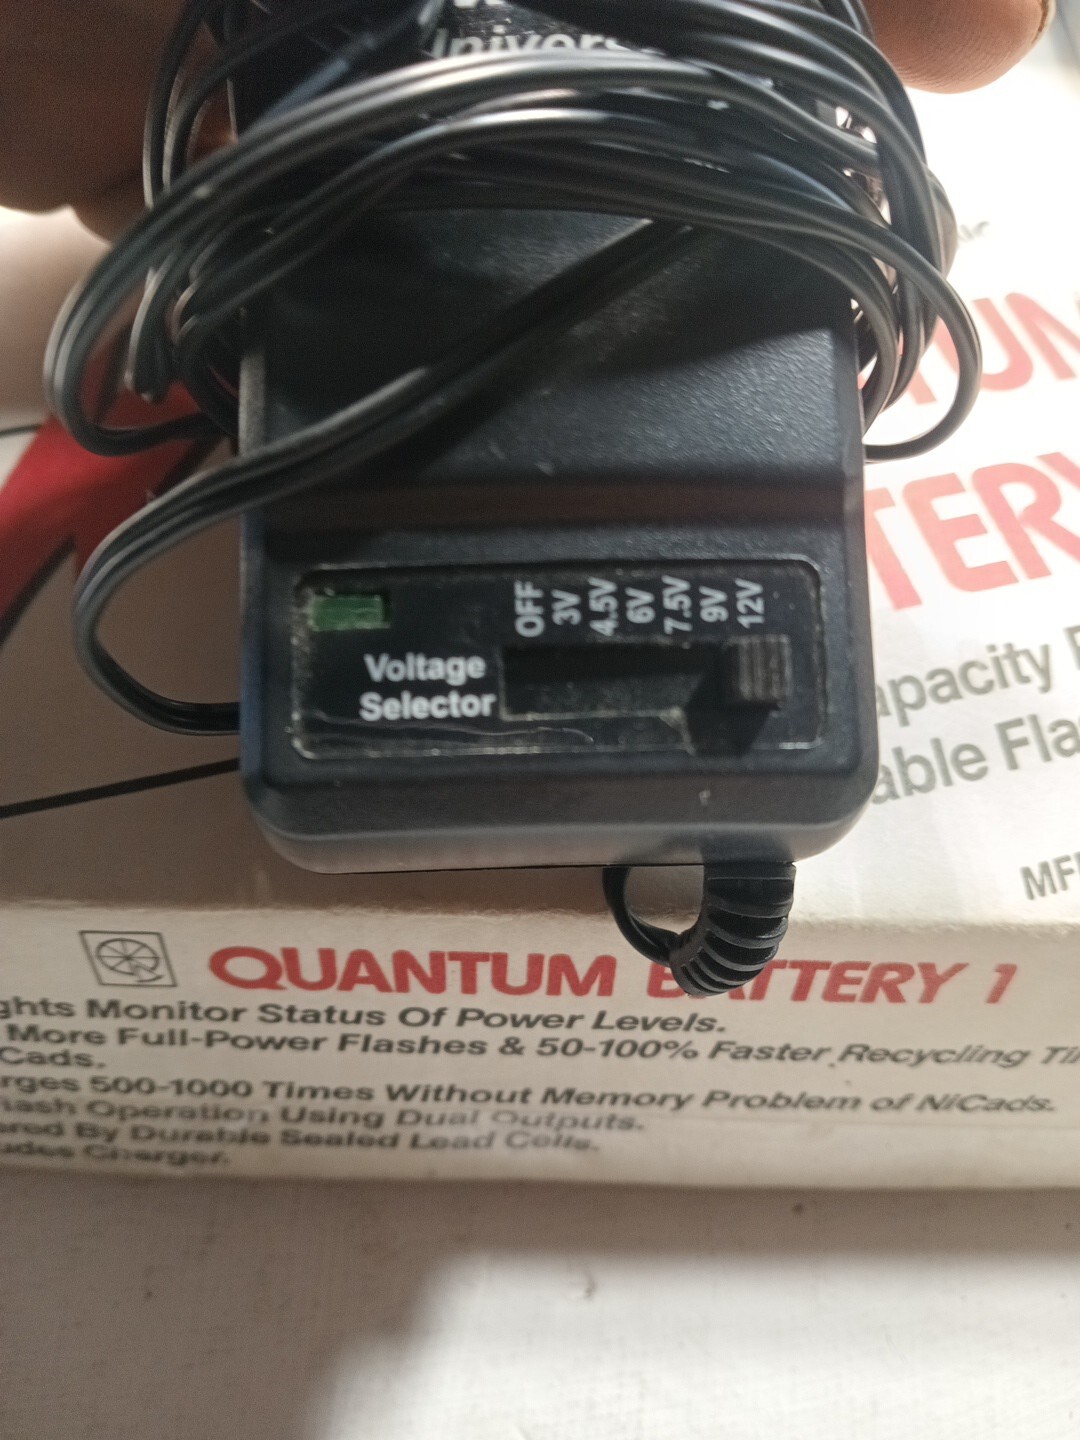 Voltage
Selector
OFF
3V
4.5V
6V
7.5V
9V
12V
QUANTUM BATTERY 1
Monitor Status Of Power Levels.
More Full-Power Flashes & 50-100% Faster Recycling
500-1000 Times Without Memory Problem of NiCads.
Operation Using Dual Outputs.
By Durable Sealed Lead Cells.
Charger.